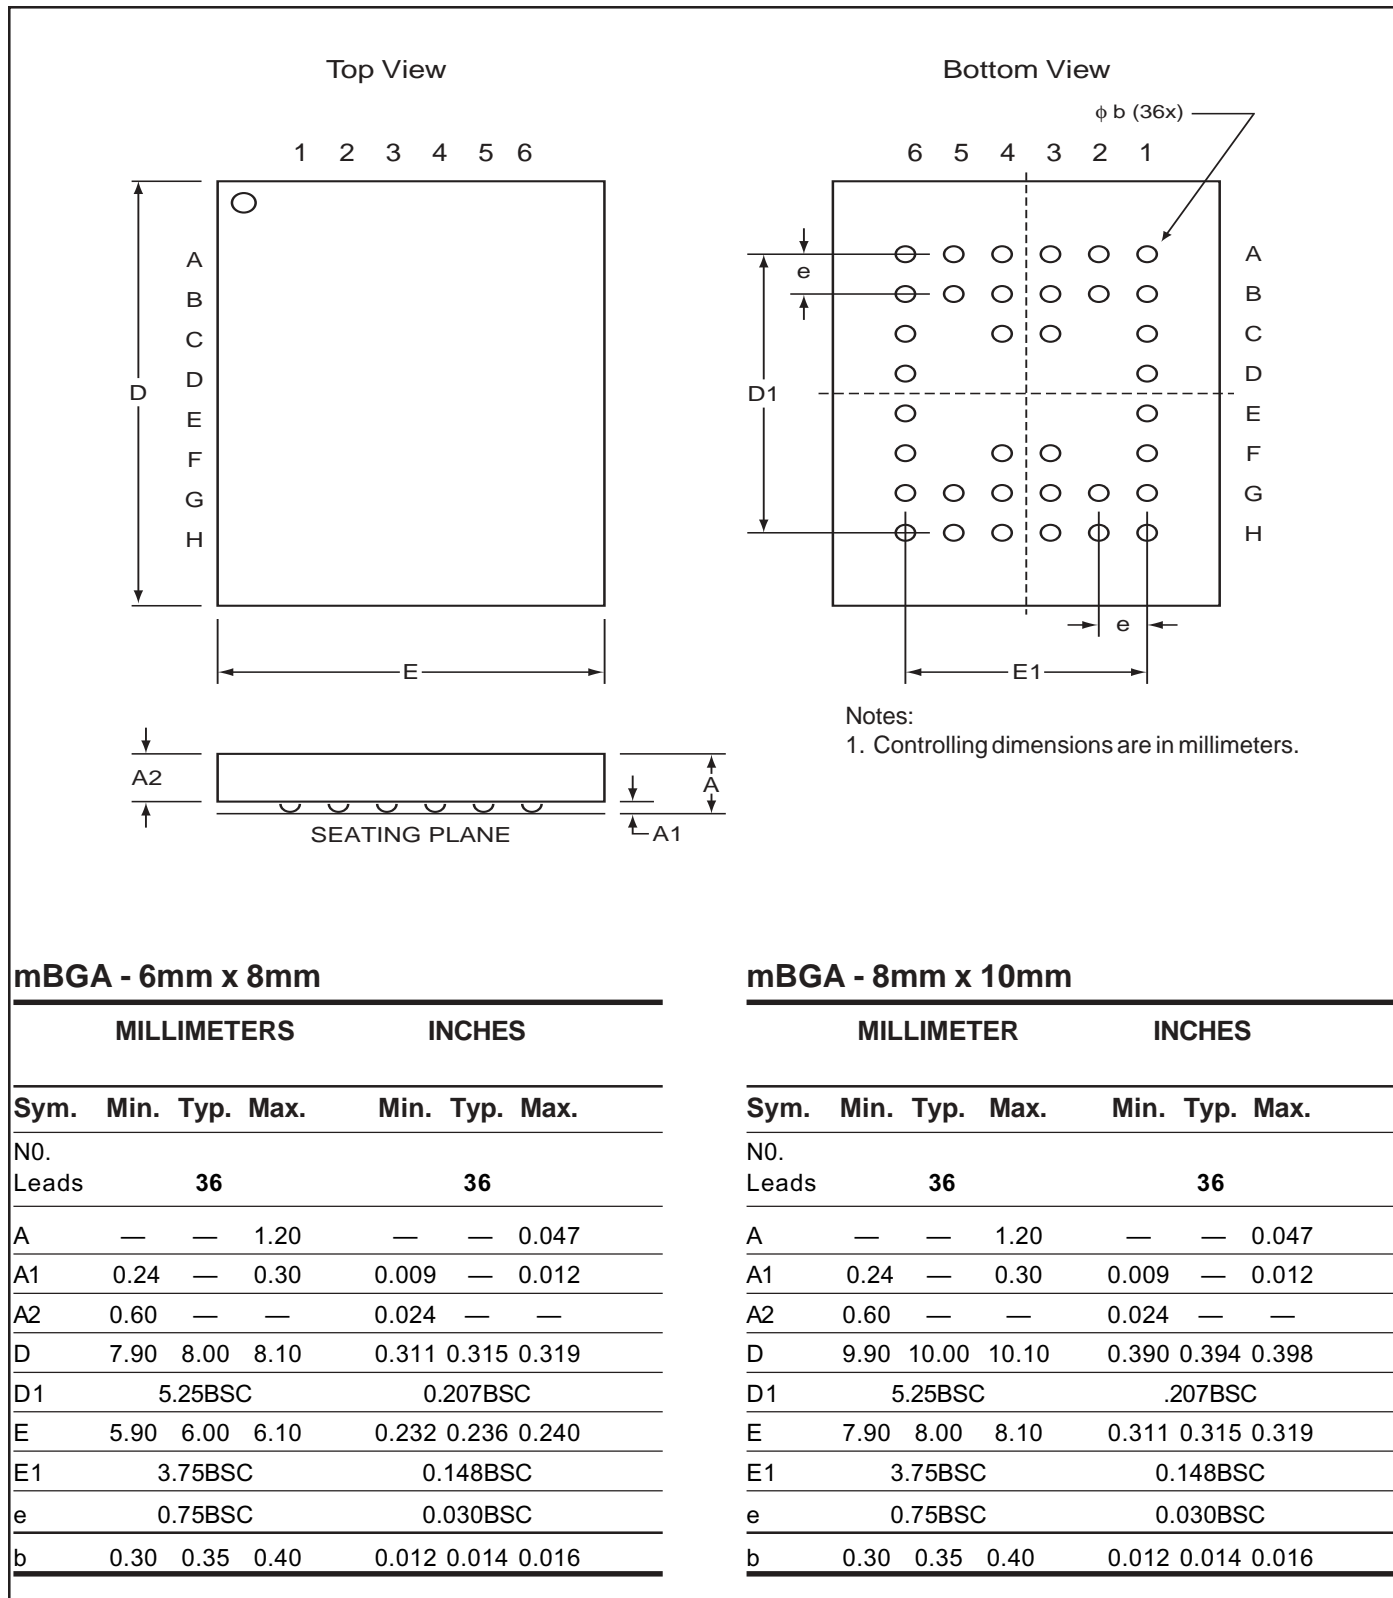 Top View
Bottom View
ϕ b (36x)
1 2 3 4 5 6
6 5 4 3 2 1
A
B
C
D
E
F
G
H
D
E
e
D1
A
B
C
D
E
F
G
H
e
E1
A2
A
A1
SEATING PLANE
Notes:
1. Controlling dimensions are in millimeters.
mBGA - 6mm x 8mm
MILLIMETERS INCHES
Sym. Min. Typ. Max. Min. Typ. Max.
N0.
Leads 36 36
A — — 1.20 — — 0.047
A1 0.24 — 0.30 0.009 — 0.012
A2 0.60 — — 0.024 — —
D 7.90 8.00 8.10 0.311 0.315 0.319
D1 5.25BSC 0.207BSC
E 5.90 6.00 6.10 0.232 0.236 0.240
E1 3.75BSC 0.148BSC
e 0.75BSC 0.030BSC
b 0.30 0.35 0.40 0.012 0.014 0.016
mBGA - 8mm x 10mm
MILLIMETER INCHES
Sym. Min. Typ. Max. Min. Typ. Max.
N0.
Leads 36 36
A — — 1.20 — — 0.047
A1 0.24 — 0.30 0.009 — 0.012
A2 0.60 — — 0.024 — —
D 9.90 10.00 10.10 0.390 0.394 0.398
D1 5.25BSC .207BSC
E 7.90 8.00 8.10 0.311 0.315 0.319
E1 3.75BSC 0.148BSC
e 0.75BSC 0.030BSC
b 0.30 0.35 0.40 0.012 0.014 0.016